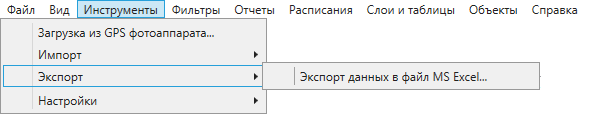 Файл Вид Инструменты Фильтры Отчеты Расписания Слои и таблицы Объекты Справка
Загрузка из GPS фотоаппарата...
Импорт
Экспорт
Экспорт данных в файл MS Excel...
Настройки